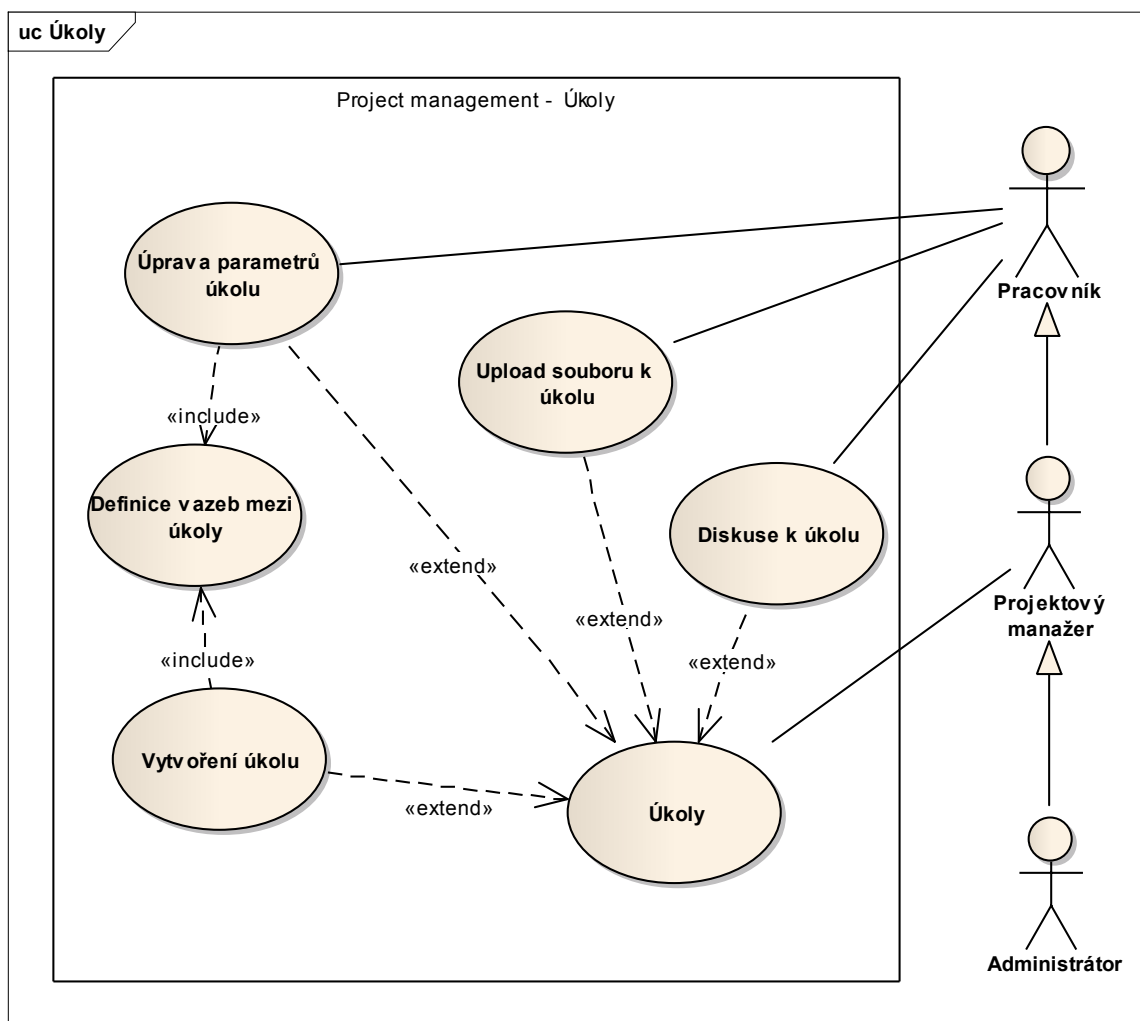 uc Úkoly
Project management - Úkoly
Úprava parametrů
úkolu
Pracovník
Upload souboru k
úkolu
«include»
Definice vazeb mezi
úkoly
Diskuse k úkolu
«extend»
Projektový
manažer
«extend»
«include»
«extend»
Vytvoření úkolu
«extend»
Úkoly
Administrátor